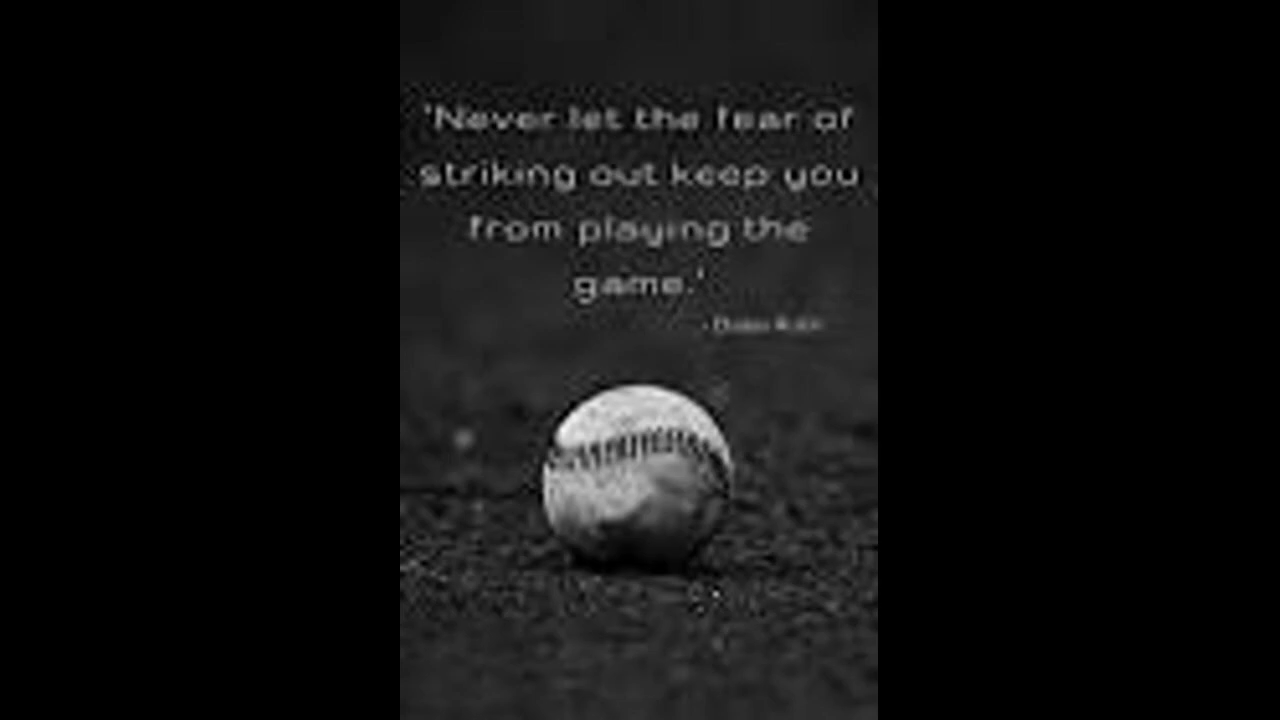 'Never let the fear of
striking out keep you
from playing the
game.'